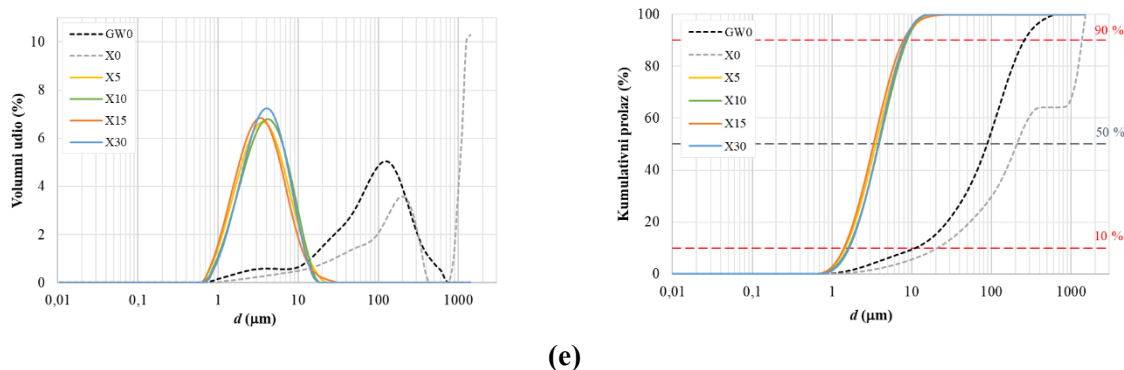 10
8
6
4
2
0
Volumni udio (%)
GW0
X0
X5
X10
X15
X30
0,01
0,1
1
10
100
1000
d (µm)
100
80
60
40
20
0
Kumulativni prolaz (%)
GW0
X0
X5
X10
X15
X30
90 %
50 %
10 %
0,01
0,1
1
10
100
1000
d (µm)
(e)